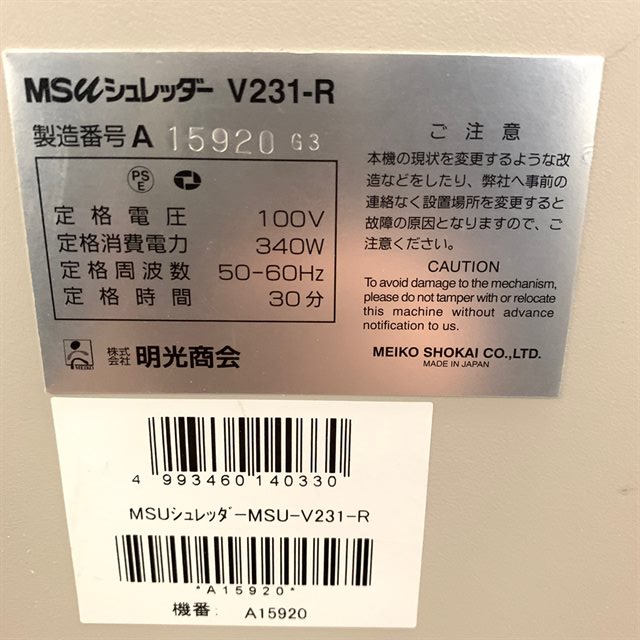 MSuシュレッダー V231-R
製造番号 A 15920 G3
PS
E
定格電圧 100V
定格消費電力 340W
定格周波数 50-60Hz
定格時間 30分
株式
会社 明光商会
ご注意
本機の現状を変更するような改
造などをしたり、弊社へ事前の
連絡なく設置場所を変更すると
故障の原因となりますので、ご
注意ください。
CAUTION
To avoid damage to the mechanism,
please do not tamper with or relocate
this machine without advance
notification to us.
MEIKO SHOKAI CO.,LTD.
MADE IN JAPAN
4 993460 140330
MSUシュレッダｰMSU-V231-R
*A15920*
機番: A15920